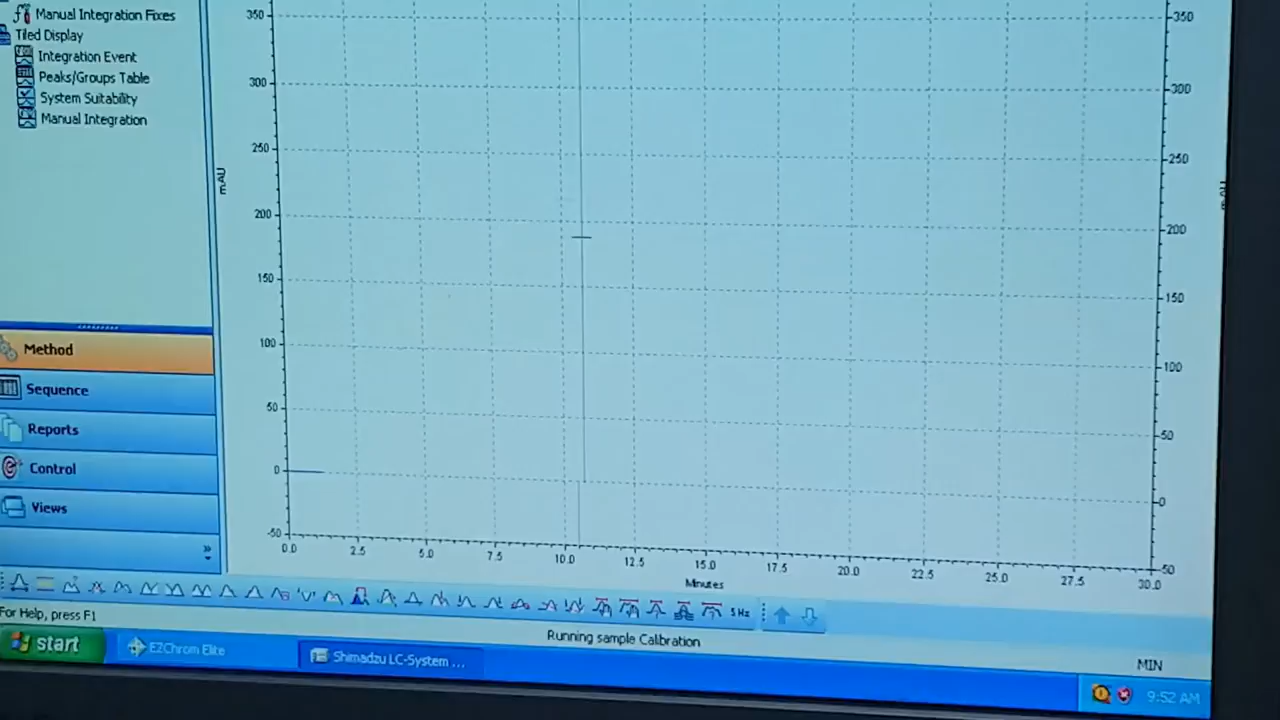 Manual Integration Fixes
Tiled Display
Integration Event
Peaks/Groups Table
System Suitability
Manual Integration
Method
Sequence
Reports
Control
Views
»
mAU
350
300
250
200
150
100
50
0
-50
0.0 2.5 5.0 7.5 10.0 12.5 15.0 17.5 20.0 22.5 25.0 27.5 30.0
Minutes
350
300
250
200
150
100
50
0
-50
5 Hz
For Help, press F1
Running sample Calibration
MIN
start
EZChrom Elite
Shimadzu LC-System ...
9:52 AM